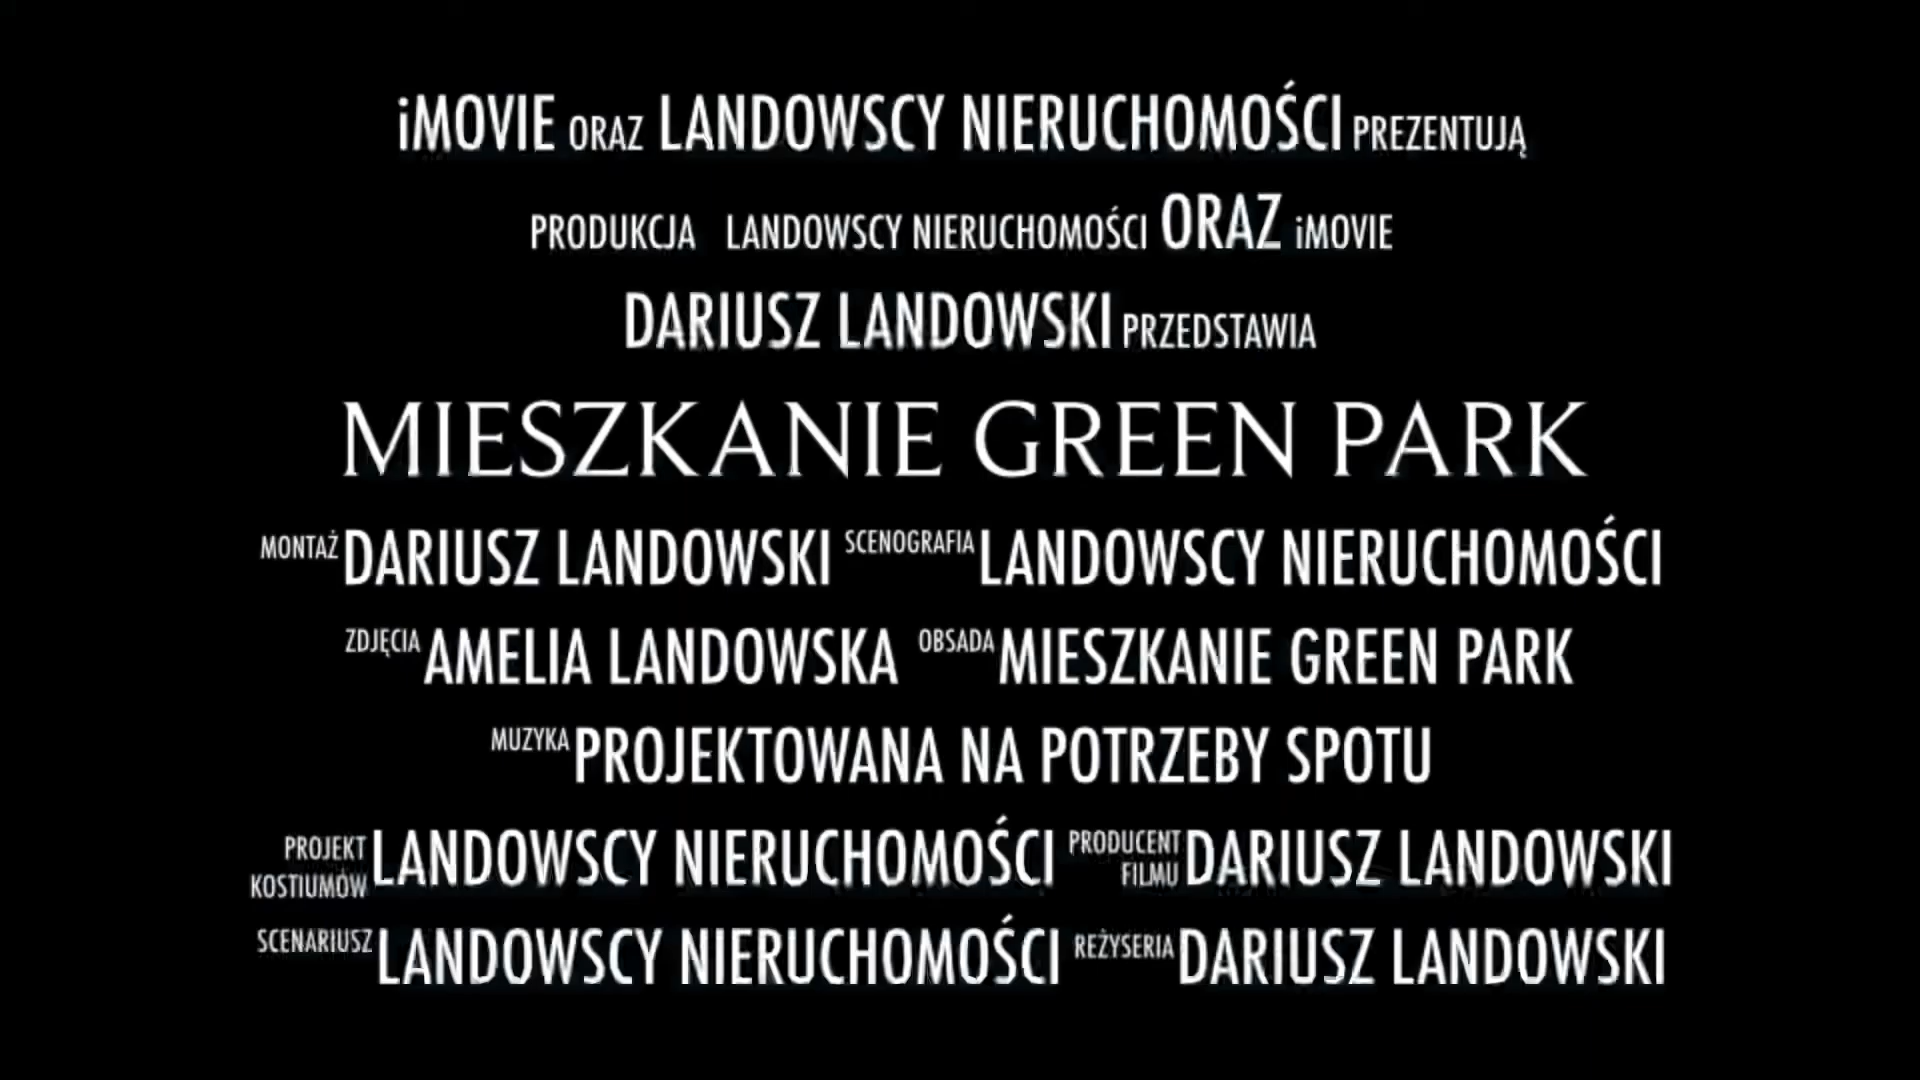 iMOVIE ORAZ LANDOWSCY NIERUCHOMOŚCI PREZENTUJĄ
PRODUKCJA LANDOWSCY NIERUCHOMOŚCI ORAZ iMOVIE
DARIUSZ LANDOWSKI PRZEDSTAWIA
MIESZKANIE GREEN PARK
MONTAŻ DARIUSZ LANDOWSKI SCENOGRAFIA LANDOWSCY NIERUCHOMOŚCI
ZDJĘCIA AMELIA LANDOWSKA OBSADA MIESZKANIE GREEN PARK
MUZYKA PROJEKTOWANA NA POTRZEBY SPOTU
PROJEKT KOSTIUMÓW LANDOWSCY NIERUCHOMOŚCI PRODUCENT FILMU DARIUSZ LANDOWSKI
SCENARIUSZ LANDOWSCY NIERUCHOMOŚCI REŻYSERIA DARIUSZ LANDOWSKI